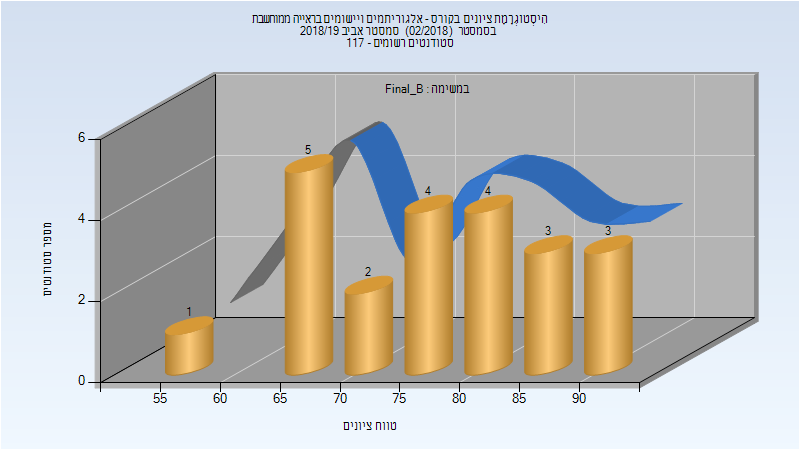 הִיסְטוֹגְרַמַת ציונים בקורס - אלגוריתמים ויישומים בראייה ממוחשבת
בסמסטר (02/2018) סמסטר אביב 2018/19
סטודנטים רשומים - 117
במשימה : Final_B
מספר סטודנטים
6
4
2
0
1
5
2
4
4
3
3
55 60 65 70 75 80 85 90
טווח ציונים